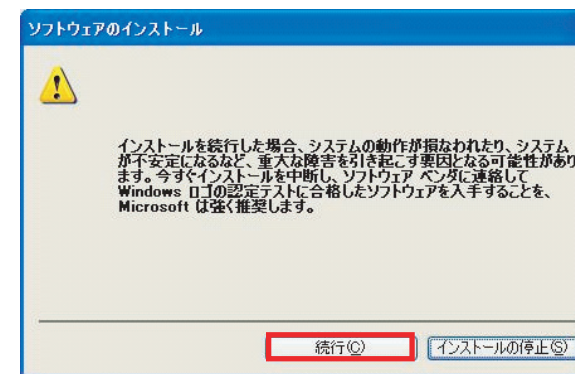 ソフトウェアのインストール
インストールを続行した場合、システムの動作が損なわれたり、システム
が不安定になるなど、重大な障害を引き起こす要因となる可能性があり
ます。今すぐインストールを中断し、ソフトウェア ベンダに連絡して
Windows ロゴの認定テストに合格したソフトウェアを入手することを、
Microsoft は強く推奨します。
続行(C)
インストールの停止(S)